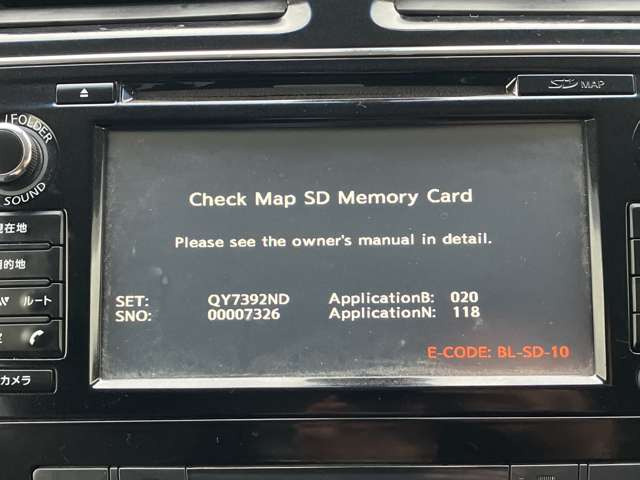 SD MAP
FOLDER
SOUND
Check Map SD Memory Card
Please see the owner's manual in detail.
SET: QY7392ND ApplicationB: 020
SNO: 00007326 ApplicationN: 118
E-CODE: BL-SD-10
現在地
目的地
ルート
カメラ